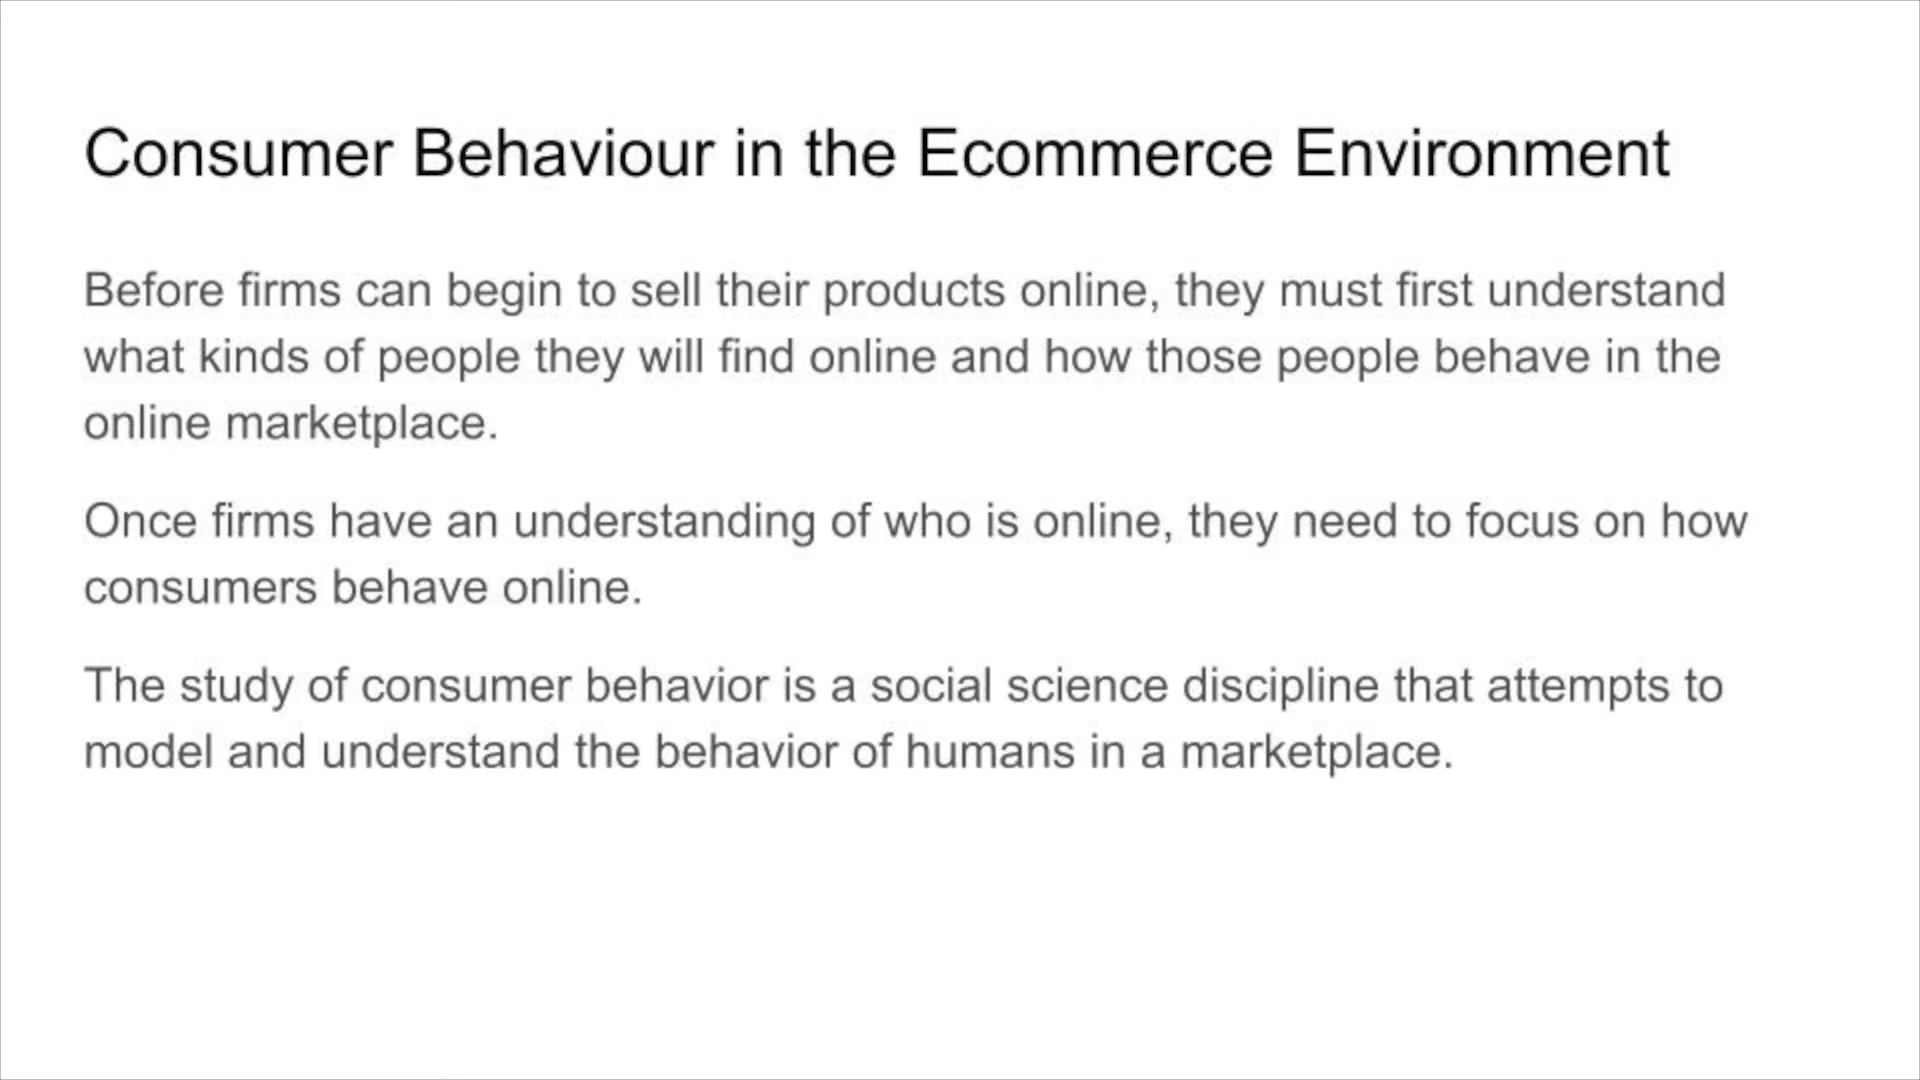 Consumer Behaviour in the Ecommerce Environment
Before firms can begin to sell their products online, they must first understand
what kinds of people they will find online and how those people behave in the
online marketplace.
Once firms have an understanding of who is online, they need to focus on how
consumers behave online.
The study of consumer behavior is a social science discipline that attempts to
model and understand the behavior of humans in a marketplace.